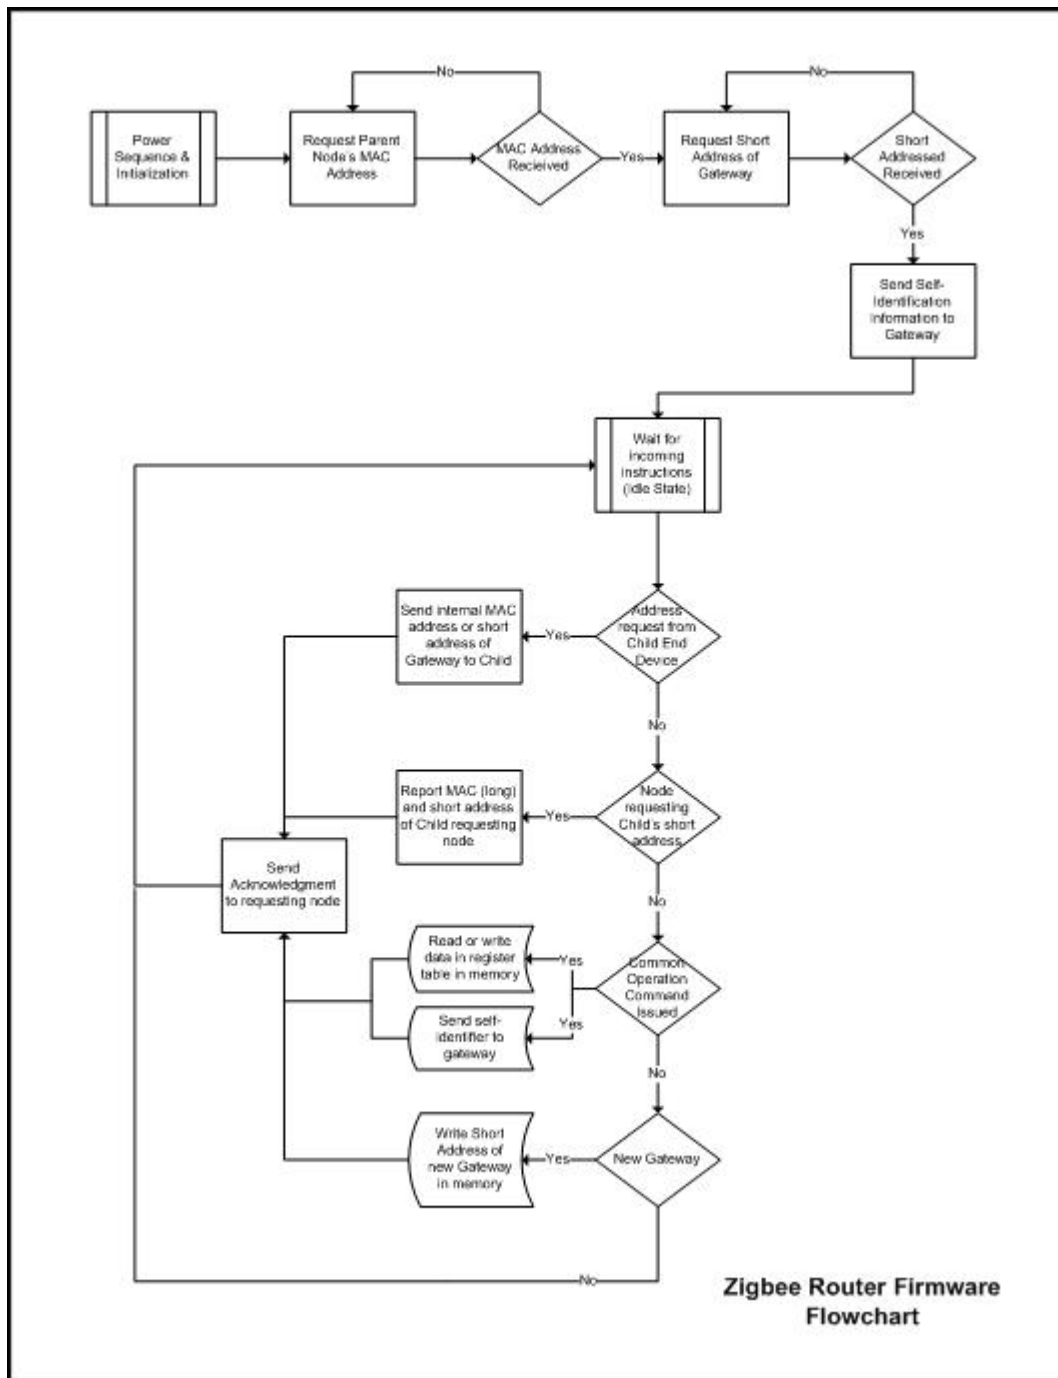 No
No
Power
Sequence &
Initialization
Request Parent
Node's MAC
Address
MAC Address
Recieived
Yes
Request Short
Address of
Gateway
Short
Addressed
Received
Yes
Send Self-
Identification
Information to
Gateway
Wait for
incoming
instructions
(Idle State)
Send internal MAC
address or short
address of
Gateway to Child
Yes
Address
request from
Child End
Device
No
Report MAC (long)
and short address
of Child requesting
node
Yes
Node
requesting
Child's short
address
Send
Acknowledgment
to requesting node
No
Read or write
data in register
table in memory
Yes
Common
Operation
Command
Issued
Send self-
identifier to
gateway
Yes
No
Write Short
Address of
new Gateway
in memory
Yes
New Gateway
No
Zigbee Router Firmware
Flowchart